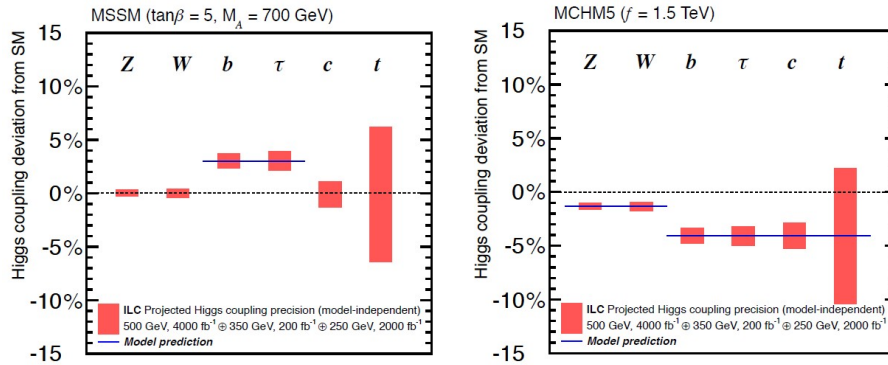 MSSM (tanβ = 5, M_A = 700 GeV)
Higgs coupling deviation from SM
15
10%
5%
0%
-5%
-10%
-15
Z W b τ c t
ILC Projected Higgs coupling precision (model-independent)
500 GeV, 4000 fb⁻¹ ⊕ 350 GeV, 200 fb⁻¹ ⊕ 250 GeV, 2000 fb⁻¹
Model prediction
MCHM5 (f = 1.5 TeV)
Higgs coupling deviation from SM
15
10%
5%
0%
-5%
-10%
-15
Z W b τ c t
ILC Projected Higgs coupling precision (model-independent)
500 GeV, 4000 fb⁻¹ ⊕ 350 GeV, 200 fb⁻¹ ⊕ 250 GeV, 2000 fb⁻¹
Model prediction